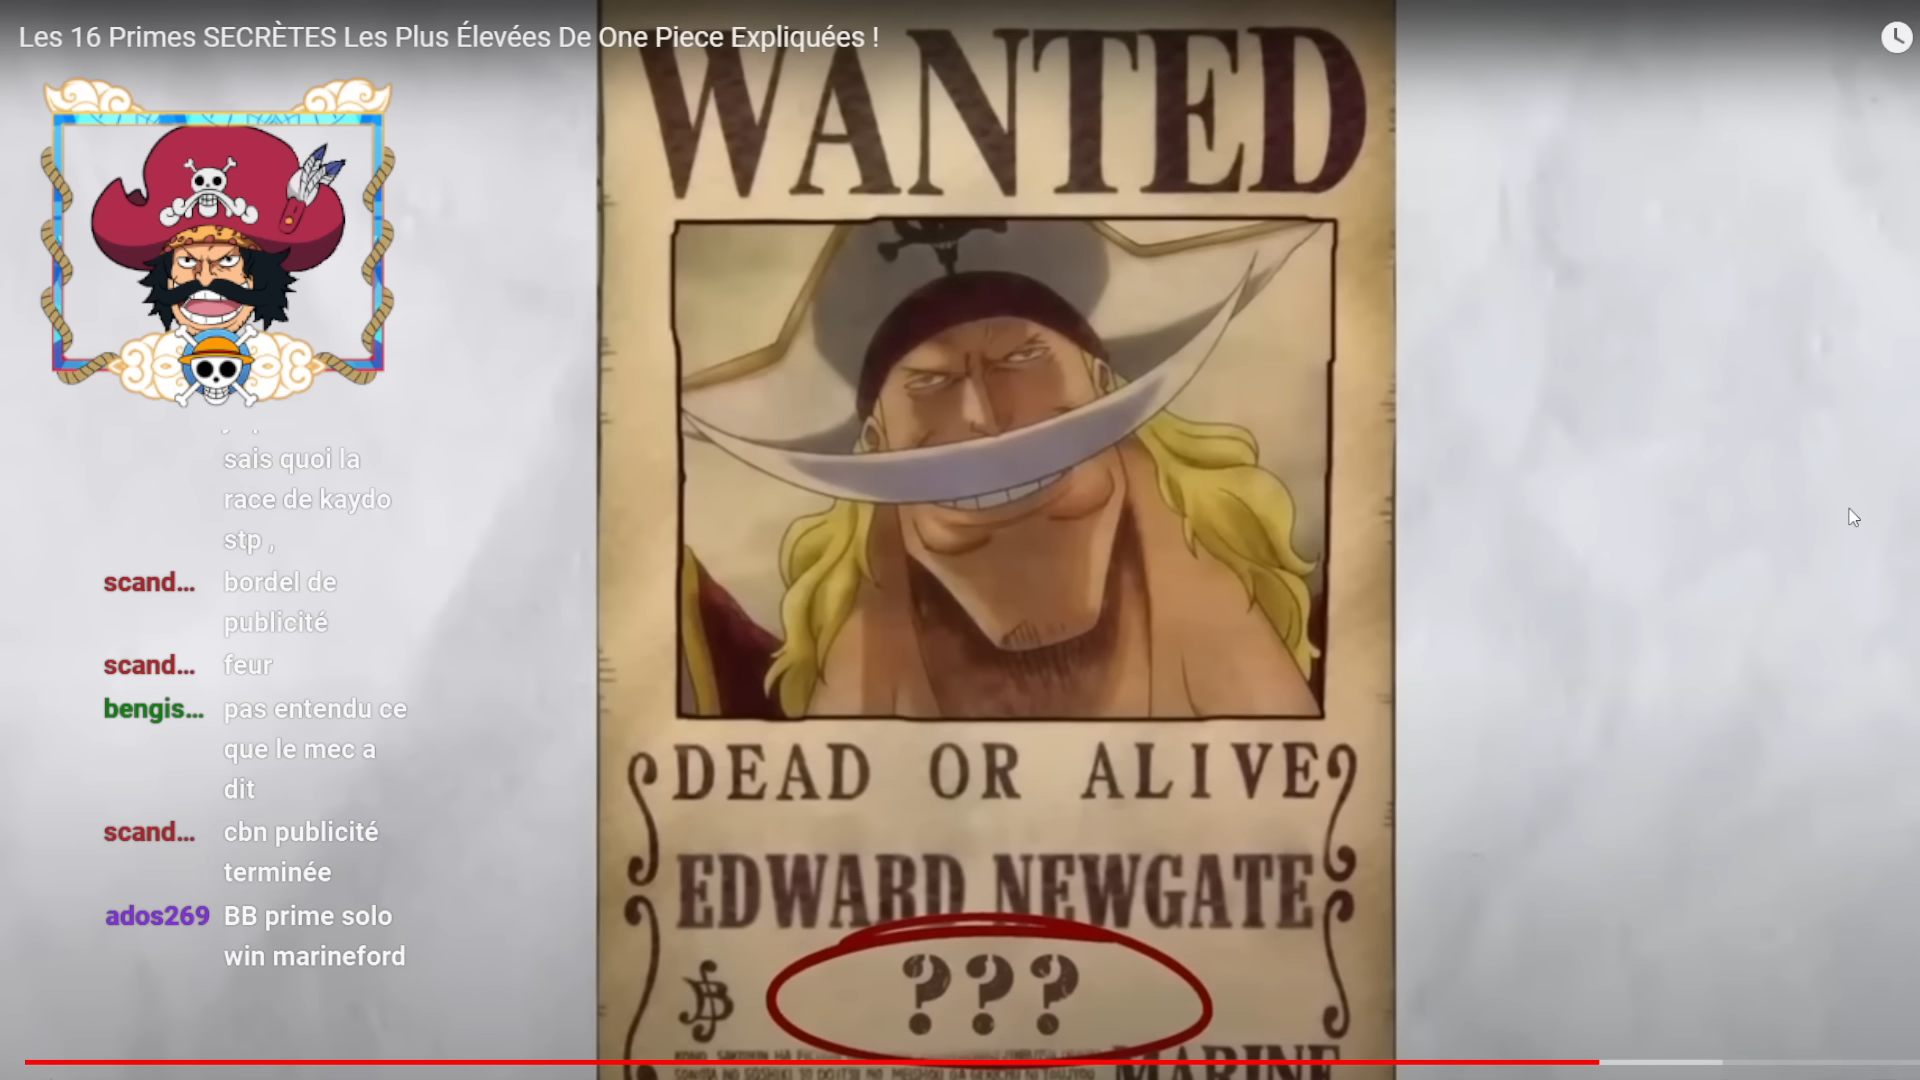 Les 16 Primes SECRÈTES Les Plus Élevées De One Piece Expliquées !
WANTED
DEAD OR ALIVE
EDWARD NEWGATE
???
MARINE
sais quoi la
race de kaydo
stp ,
scand... bordel de
publicité
scand... feur
bengis... pas entendu ce
que le mec a
dit
scand... cbn publicité
terminée
ados269 BB prime solo
win marineford